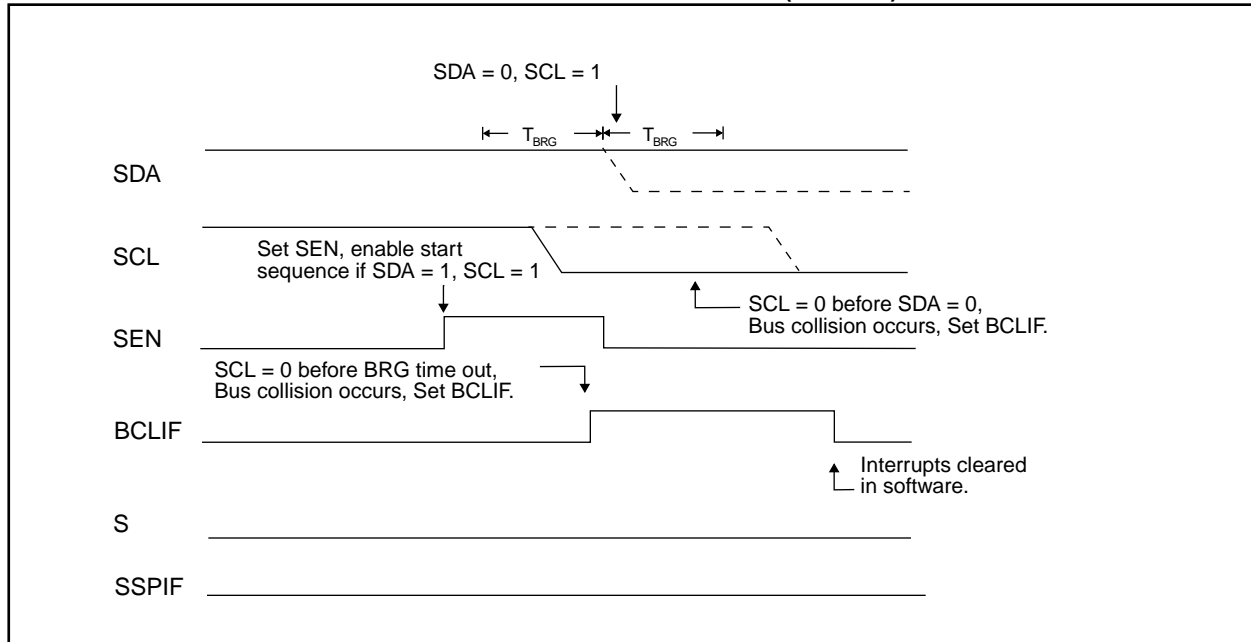 SDA = 0, SCL = 1
TBRG TBRG
SDA
SCL
Set SEN, enable start
sequence if SDA = 1, SCL = 1
SCL = 0 before SDA = 0,
Bus collision occurs, Set BCLIF.
SEN
SCL = 0 before BRG time out,
Bus collision occurs, Set BCLIF.
BCLIF
Interrupts cleared
in software.
S
SSPIF